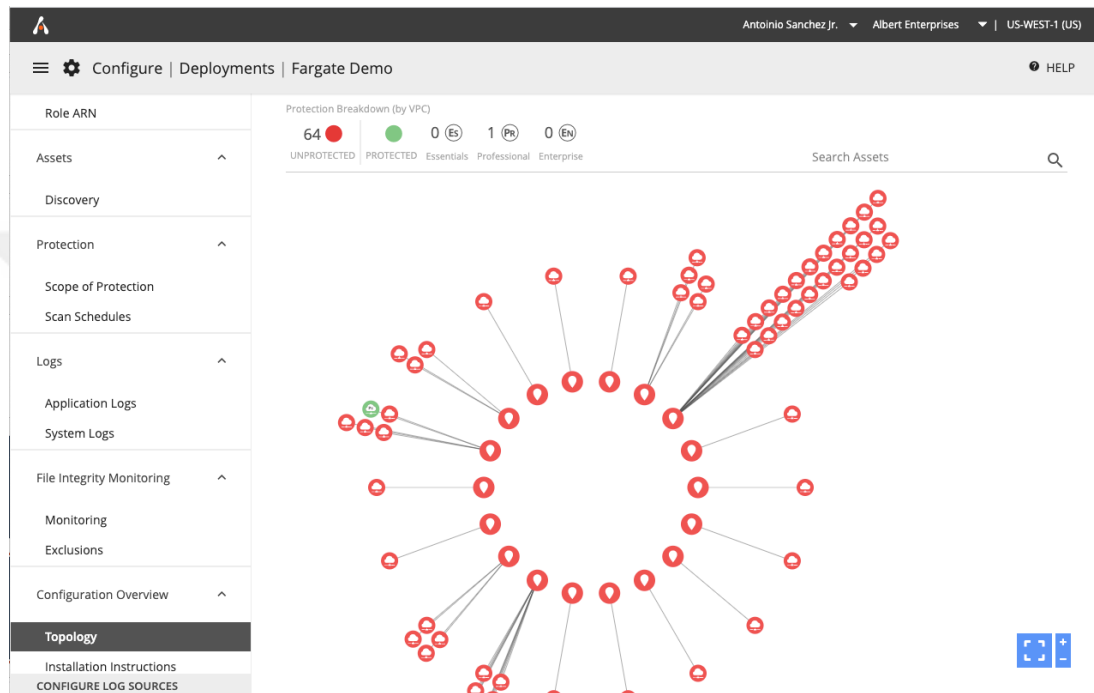 Antoinio Sanchez Jr. Albert Enterprises | US-WEST-1 (US)
Configure | Deployments | Fargate Demo
HELP
Role ARN
Assets
Discovery
Protection
Scope of Protection
Scan Schedules
Logs
Application Logs
System Logs
File Integrity Monitoring
Monitoring
Exclusions
Configuration Overview
Topology
Installation Instructions
CONFIGURE LOG SOURCES
Protection Breakdown (by VPC)
64 0 ES 1 PR 0 EN
UNPROTECTED PROTECTED Essentials Professional Enterprise
Search Assets
+
-